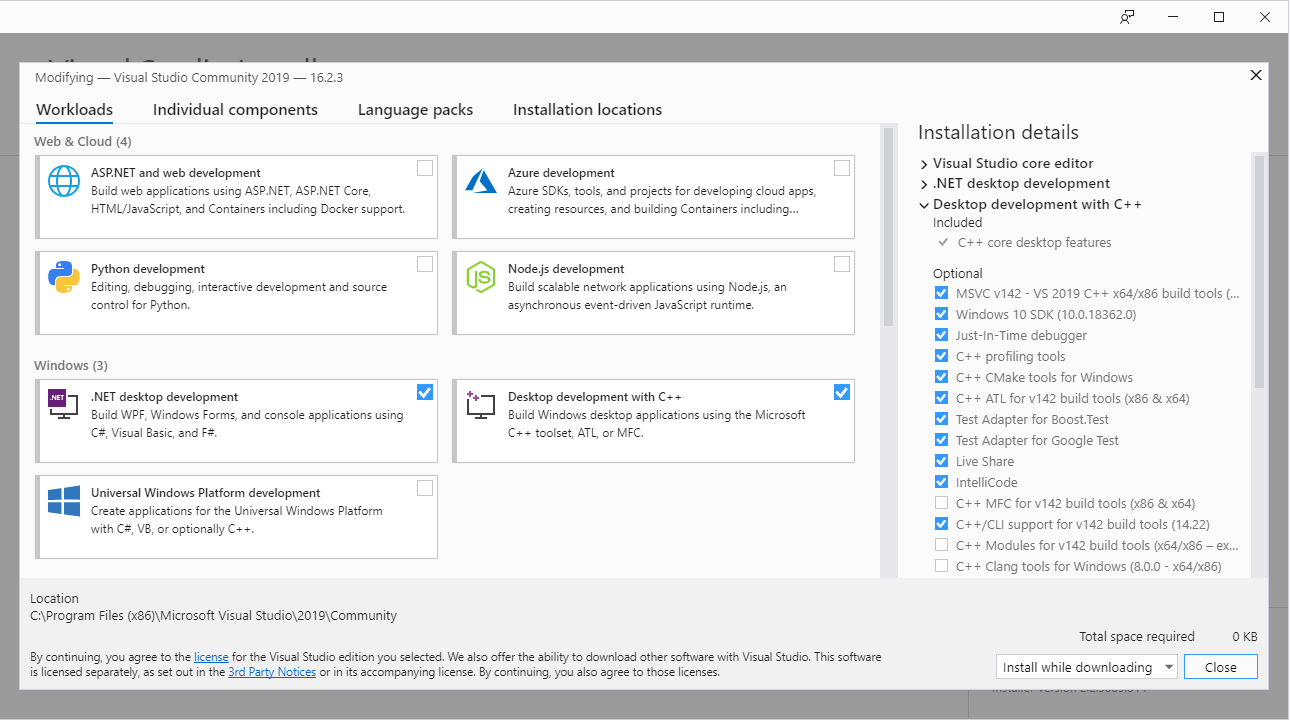 Modifying — Visual Studio Community 2019 — 16.2.3
Workloads
Individual components
Language packs
Installation locations
Web & Cloud (4)
ASP.NET and web development
Build web applications using ASP.NET, ASP.NET Core,
HTML/JavaScript, and Containers including Docker support.
Azure development
Azure SDKs, tools, and projects for developing cloud apps,
creating resources, and building Containers including...
Python development
Editing, debugging, interactive development and source
control for Python.
JS
Node.js development
Build scalable network applications using Node.js, an
asynchronous event-driven JavaScript runtime.
Windows (3)
.NET
.NET desktop development
Build WPF, Windows Forms, and console applications using
C#, Visual Basic, and F#.
Desktop development with C++
Build Windows desktop applications using the Microsoft
C++ toolset, ATL, or MFC.
Universal Windows Platform development
Create applications for the Universal Windows Platform
with C#, VB, or optionally C++.
Installation details
Visual Studio core editor
.NET desktop development
Desktop development with C++
Included
C++ core desktop features
Optional
MSVC v142 - VS 2019 C++ x64/x86 build tools (...
Windows 10 SDK (10.0.18362.0)
Just-In-Time debugger
C++ profiling tools
C++ CMake tools for Windows
C++ ATL for v142 build tools (x86 & x64)
Test Adapter for Boost.Test
Test Adapter for Google Test
Live Share
IntelliCode
C++ MFC for v142 build tools (x86 & x64)
C++/CLI support for v142 build tools (14.22)
C++ Modules for v142 build tools (x64/x86 – ex...
C++ Clang tools for Windows (8.0.0 - x64/x86)
Location
C:\Program Files (x86)\Microsoft Visual Studio\2019\Community
Total space required 0 KB
By continuing, you agree to the license for the Visual Studio edition you selected. We also offer the ability to download other software with Visual Studio. This software
is licensed separately, as set out in the 3rd Party Notices or in its accompanying license. By continuing, you also agree to those licenses.
Install while downloading
Close